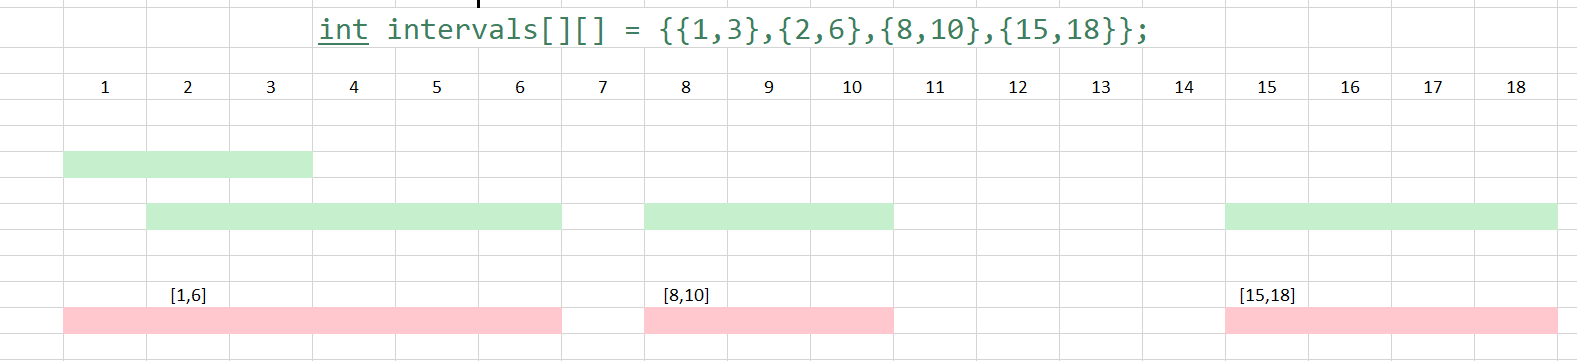 int intervals[][] = {{1,3},{2,6},{8,10},{15,18}};
1 2 3 4 5 6 7 8 9 10 11 12 13 14 15 16 17 18
[1,6] [8,10] [15,18]